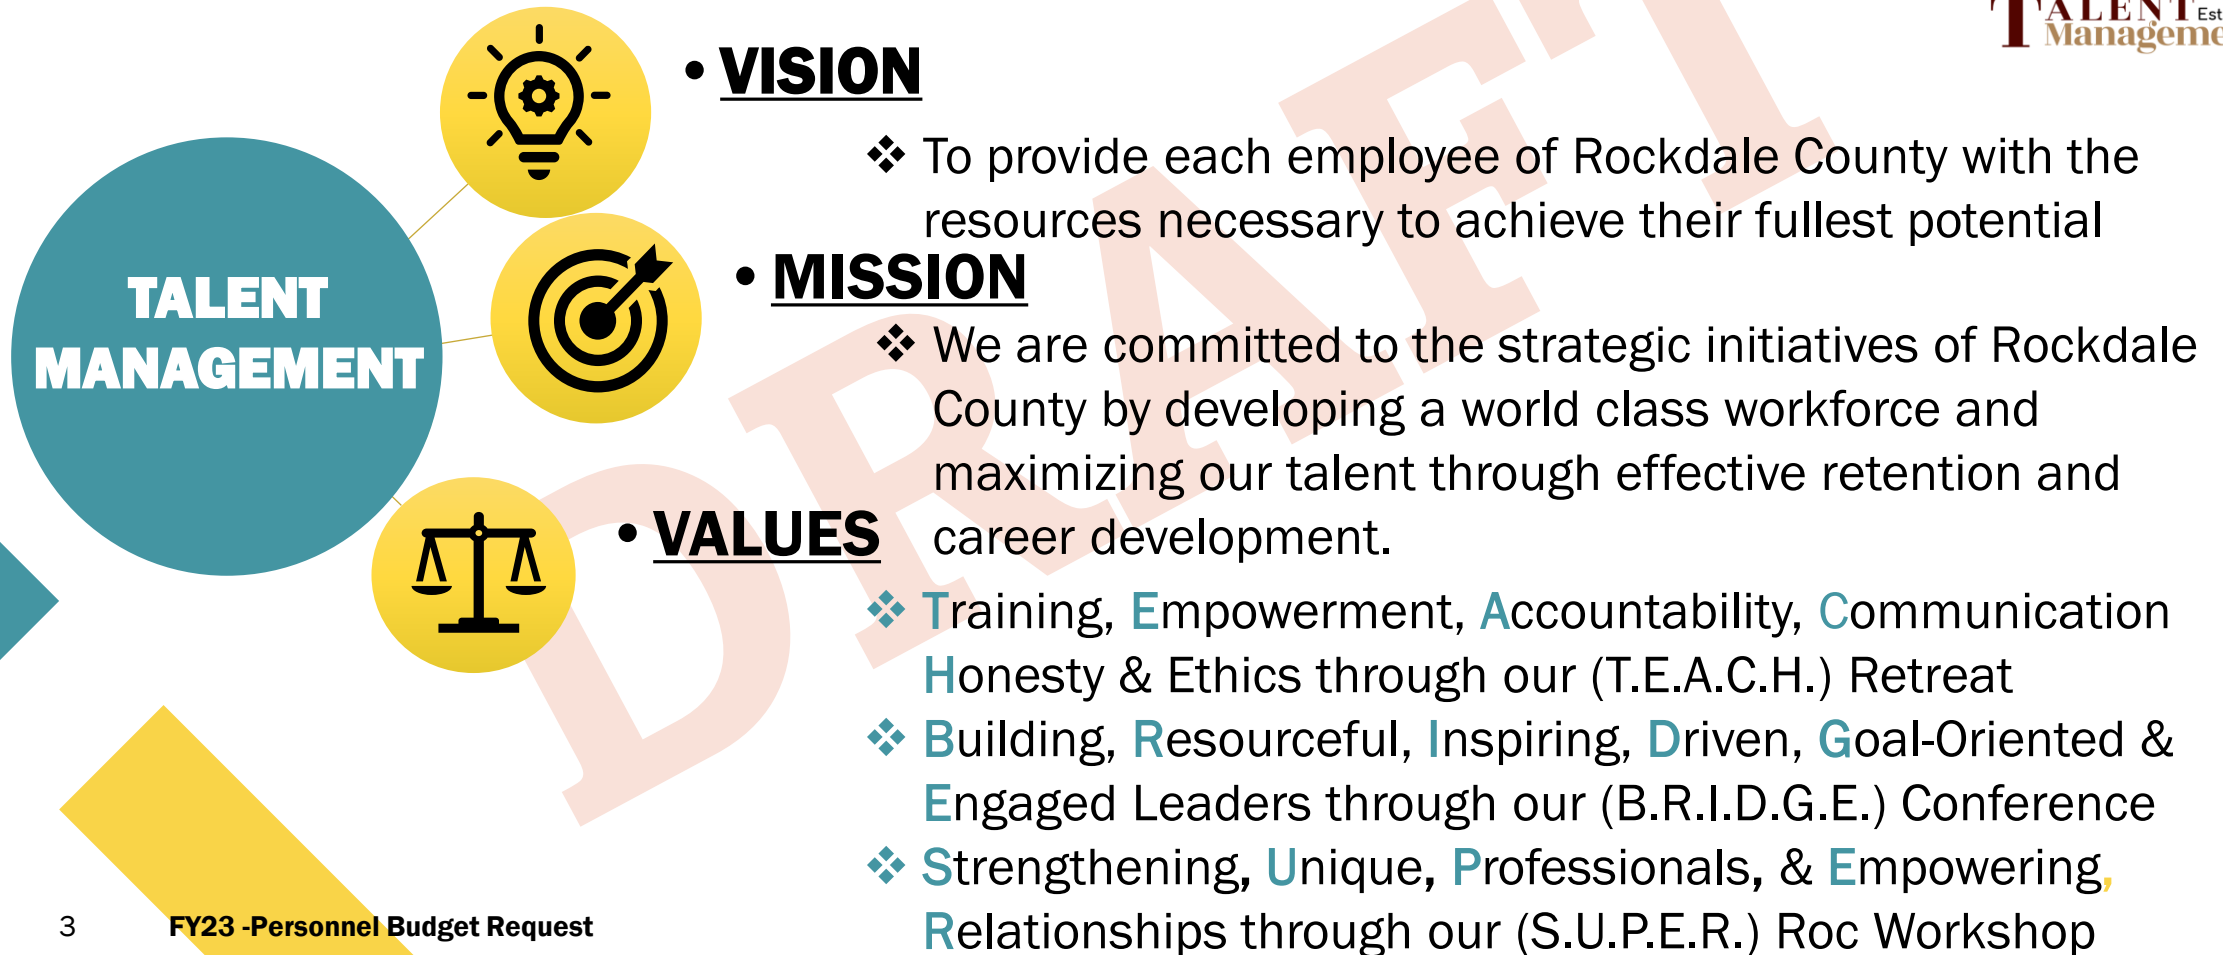 TALENT Est
Manageme
• VISION
❖ To provide each employee of Rockdale County with the
resources necessary to achieve their fullest potential
TALENT
MANAGEMENT
• MISSION
❖ We are committed to the strategic initiatives of Rockdale
County by developing a world class workforce and
maximizing our talent through effective retention and
career development.
• VALUES
❖ Training, Empowerment, Accountability, Communication
Honesty & Ethics through our (T.E.A.C.H.) Retreat
❖ Building, Resourceful, Inspiring, Driven, Goal-Oriented &
Engaged Leaders through our (B.R.I.D.G.E.) Conference
❖ Strengthening, Unique, Professionals, & Empowering,
Relationships through our (S.U.P.E.R.) Roc Workshop
DRAFT
3 FY23 -Personnel Budget Request